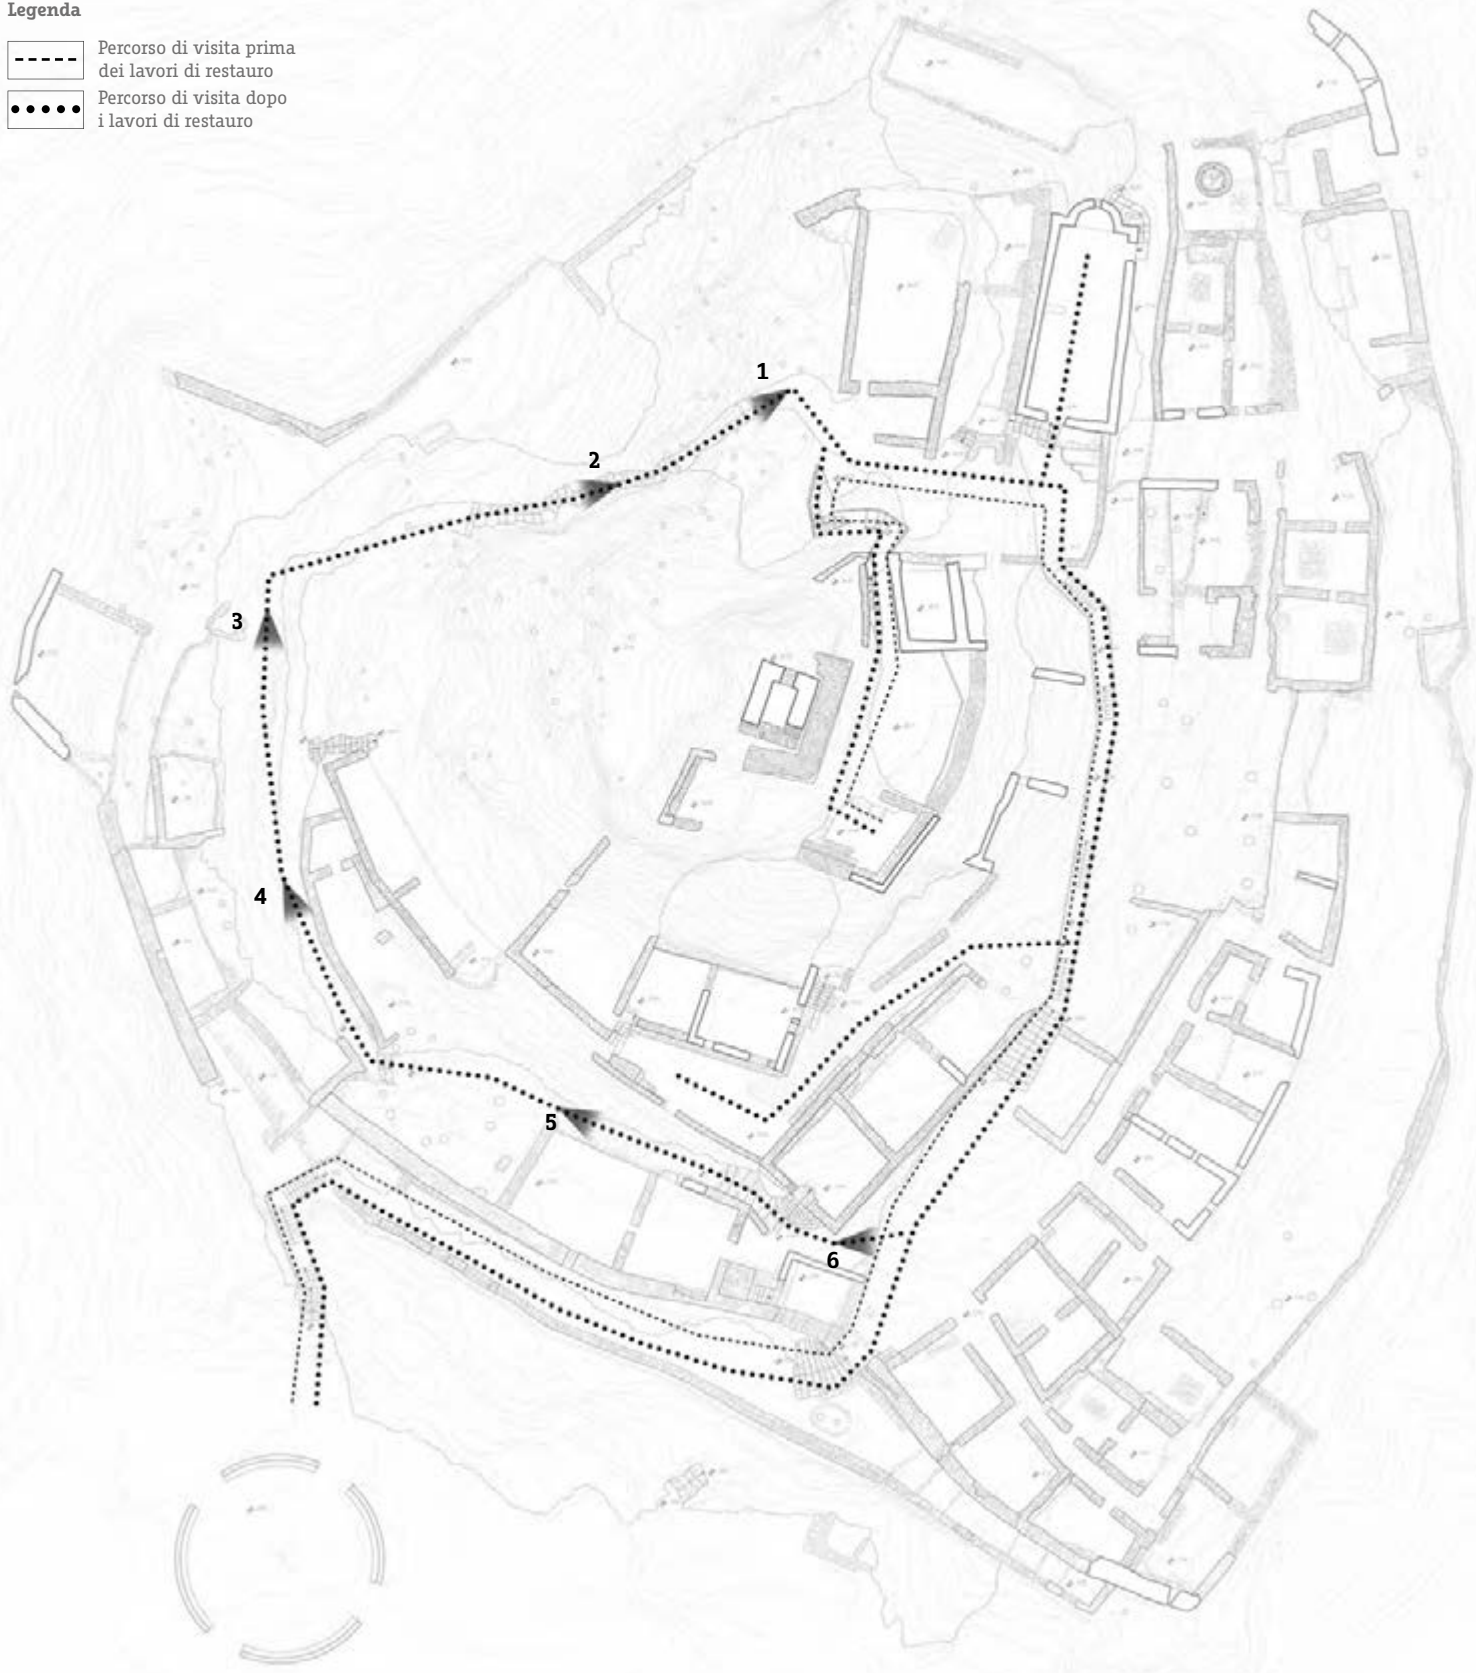 Legenda
Percorso di visita prima
dei lavori di restauro
Percorso di visita dopo
i lavori di restauro
1
2
3
4
5
6